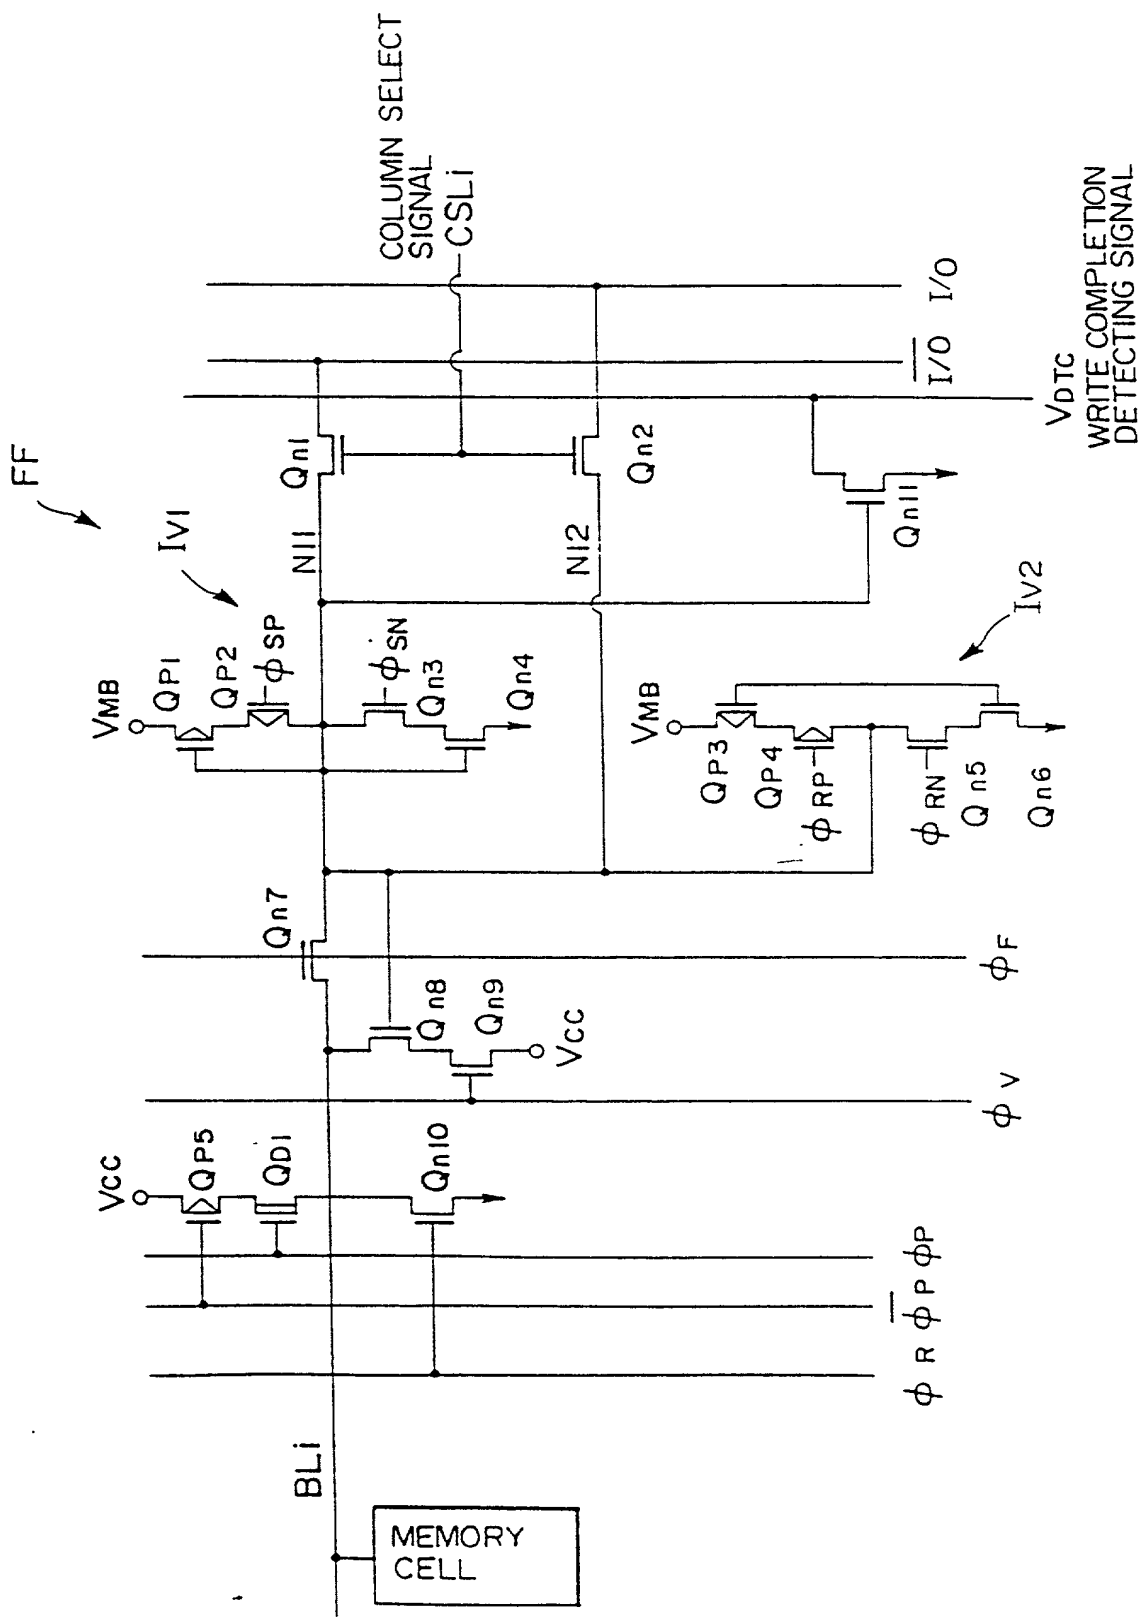 FF
IV1
IV2
COLUMN SELECT
SIGNAL
CSLi
VMB
QP1
QP2
ϕSP
ϕSN
Qn3
Qn4
N11
Qn1
N12
Qn2
Qn11
I/O
I/O
VDTC
WRITE COMPLETION
DETECTING SIGNAL
VMB
QP3
QP4
ϕRP
ϕRN
Qn5
Qn6
Qn7
ϕF
Qn8
Qn9
VCC
ϕV
VCC
QP5
QD1
Qn10
ϕP
ϕP
ϕR
BLi
MEMORY
CELL